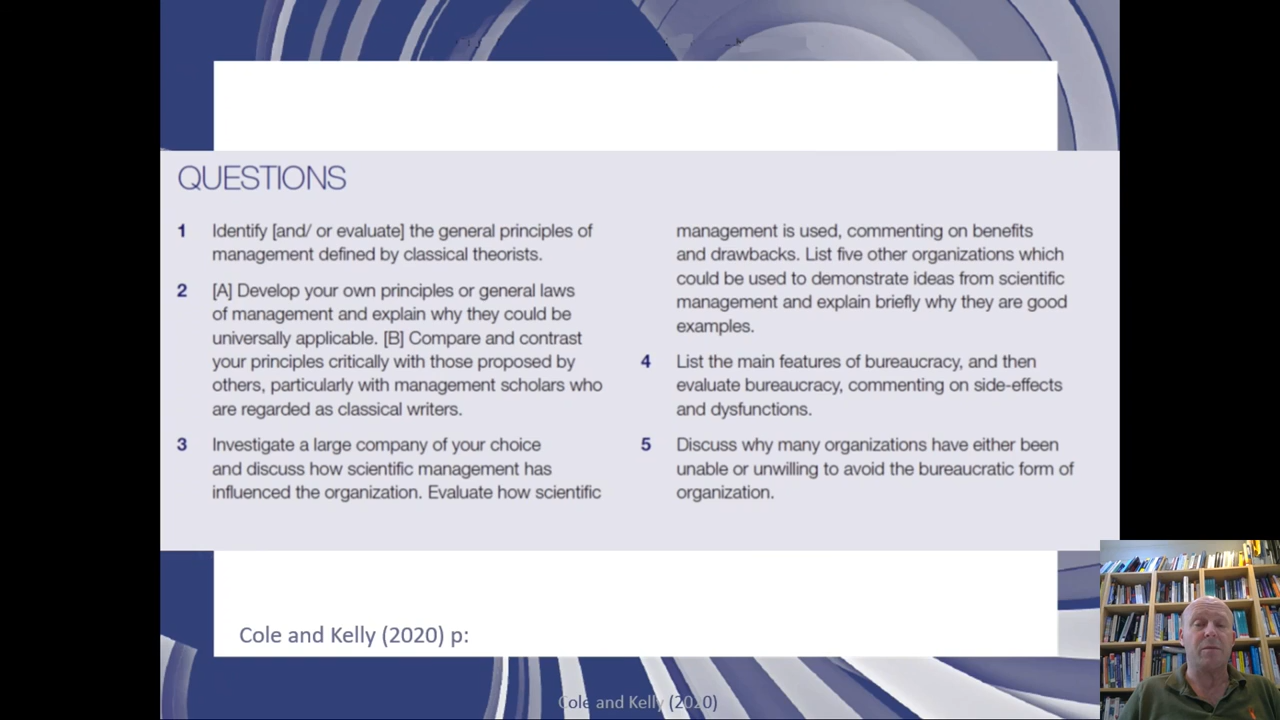 QUESTIONS
1 Identify [and/ or evaluate] the general principles of
management defined by classical theorists.
2 [A] Develop your own principles or general laws
of management and explain why they could be
universally applicable. [B] Compare and contrast
your principles critically with those proposed by
others, particularly with management scholars who
are regarded as classical writers.
3 Investigate a large company of your choice
and discuss how scientific management has
influenced the organization. Evaluate how scientific
management is used, commenting on benefits
and drawbacks. List five other organizations which
could be used to demonstrate ideas from scientific
management and explain briefly why they are good
examples.
4 List the main features of bureaucracy, and then
evaluate bureaucracy, commenting on side-effects
and dysfunctions.
5 Discuss why many organizations have either been
unable or unwilling to avoid the bureaucratic form of
organization.
Cole and Kelly (2020) p:
Cole and Kelly (2020)